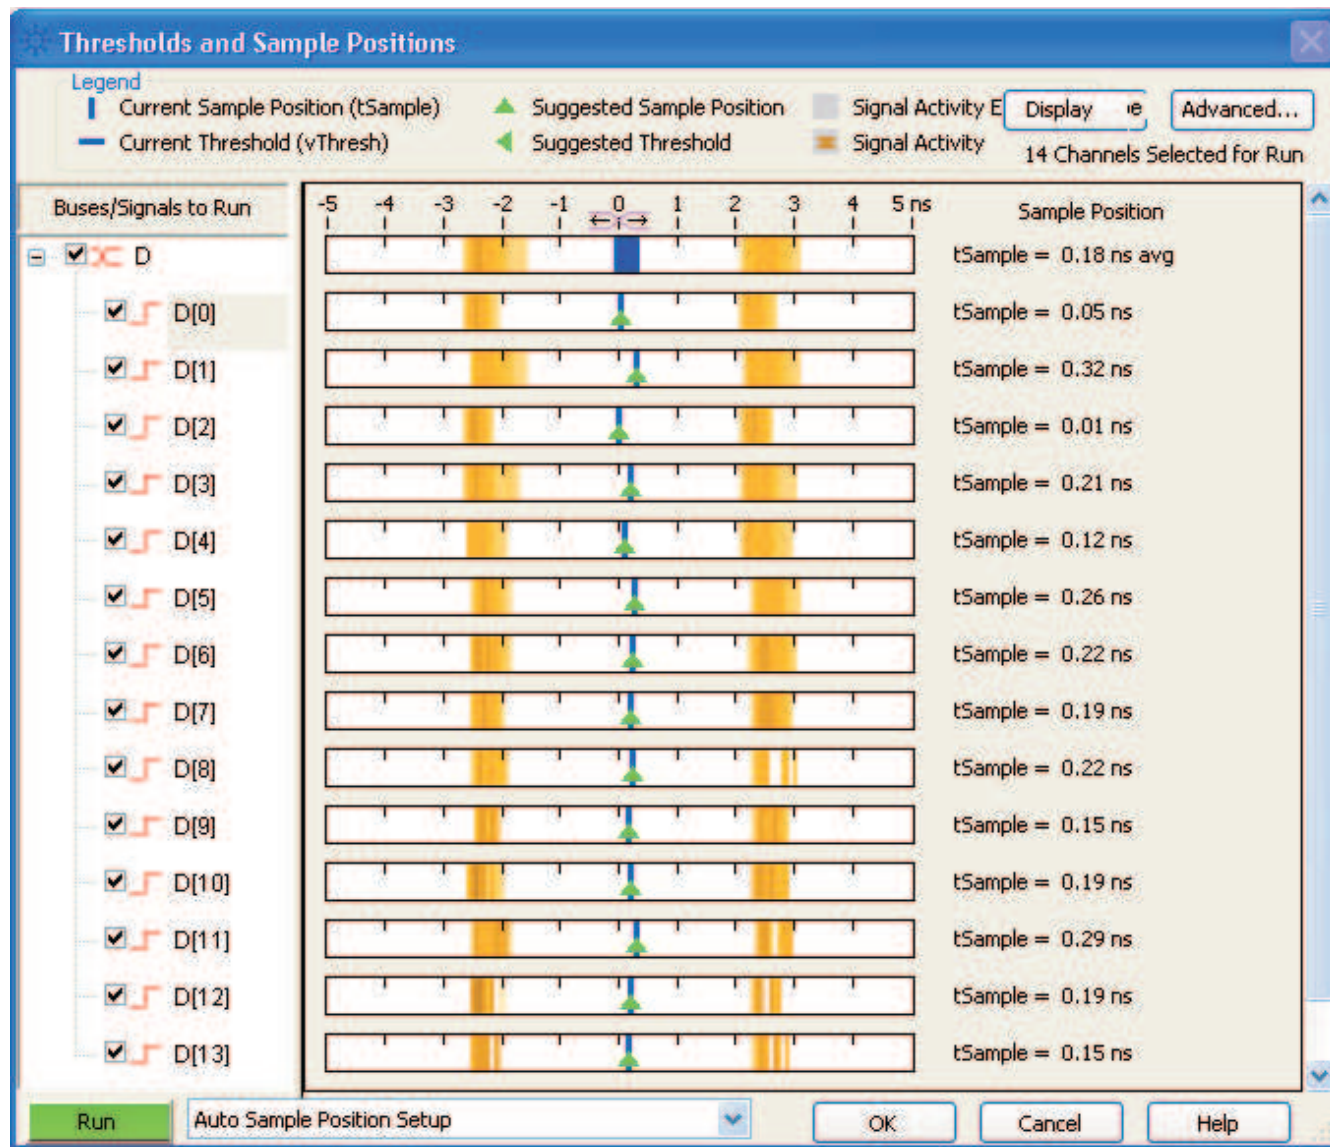 Thresholds and Sample Positions
Legend
Current Sample Position (tSample)
Suggested Sample Position
Signal Activity E
Display
e
Advanced...
Current Threshold (vThresh)
Suggested Threshold
Signal Activity
14 Channels Selected for Run
Buses/Signals to Run
-5 -4 -3 -2 -1 0 1 2 3 4 5 ns
Sample Position
D
tSample = 0.18 ns avg
D[0]
tSample = 0.05 ns
D[1]
tSample = 0.32 ns
D[2]
tSample = 0.01 ns
D[3]
tSample = 0.21 ns
D[4]
tSample = 0.12 ns
D[5]
tSample = 0.26 ns
D[6]
tSample = 0.22 ns
D[7]
tSample = 0.19 ns
D[8]
tSample = 0.22 ns
D[9]
tSample = 0.15 ns
D[10]
tSample = 0.19 ns
D[11]
tSample = 0.29 ns
D[12]
tSample = 0.19 ns
D[13]
tSample = 0.15 ns
Run
Auto Sample Position Setup
OK
Cancel
Help